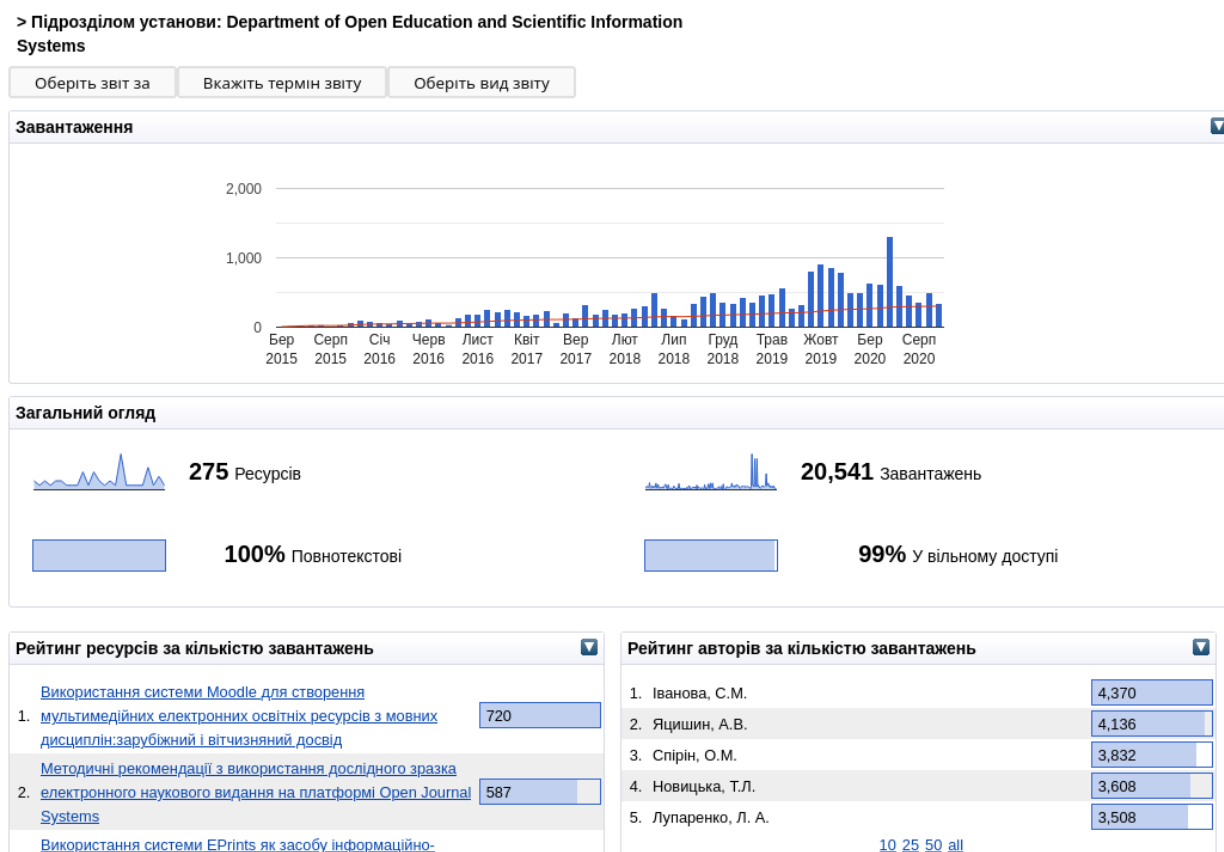 > Підрозділом установи: Department of Open Education and Scientific Information
Systems
Оберіть звіт за
Вкажіть термін звіту
Оберіть вид звіту
Завантаження
2,000
1,000
0
Бер Серп Січ Черв Лист Квіт Вер Лют Лип Груд Трав Жовт Бер Серп
2015 2015 2016 2016 2016 2017 2017 2018 2018 2018 2019 2019 2020 2020
Загальний огляд
275 Ресурсів
20,541 Завантажень
100% Повнотекстові
99% У вільному доступі
Рейтинг ресурсів за кількістю завантажень
Використання системи Moodle для створення
1. мультимедійних електронних освітніх ресурсів з мовних 720
дисциплін:зарубіжний і вітчизняний досвід
Методичні рекомендації з використання дослідного зразка
2. електронного наукового видання на платформі Open Journal 587
Systems
Використання системи EPrints як засобу інформаційно-
Рейтинг авторів за кількістю завантажень
1. Іванова, С.М. 4,370
2. Яцишин, А.В. 4,136
3. Спірін, О.М. 3,832
4. Новицька, Т.Л. 3,608
5. Лупаренко, Л. А. 3,508
10 25 50 all